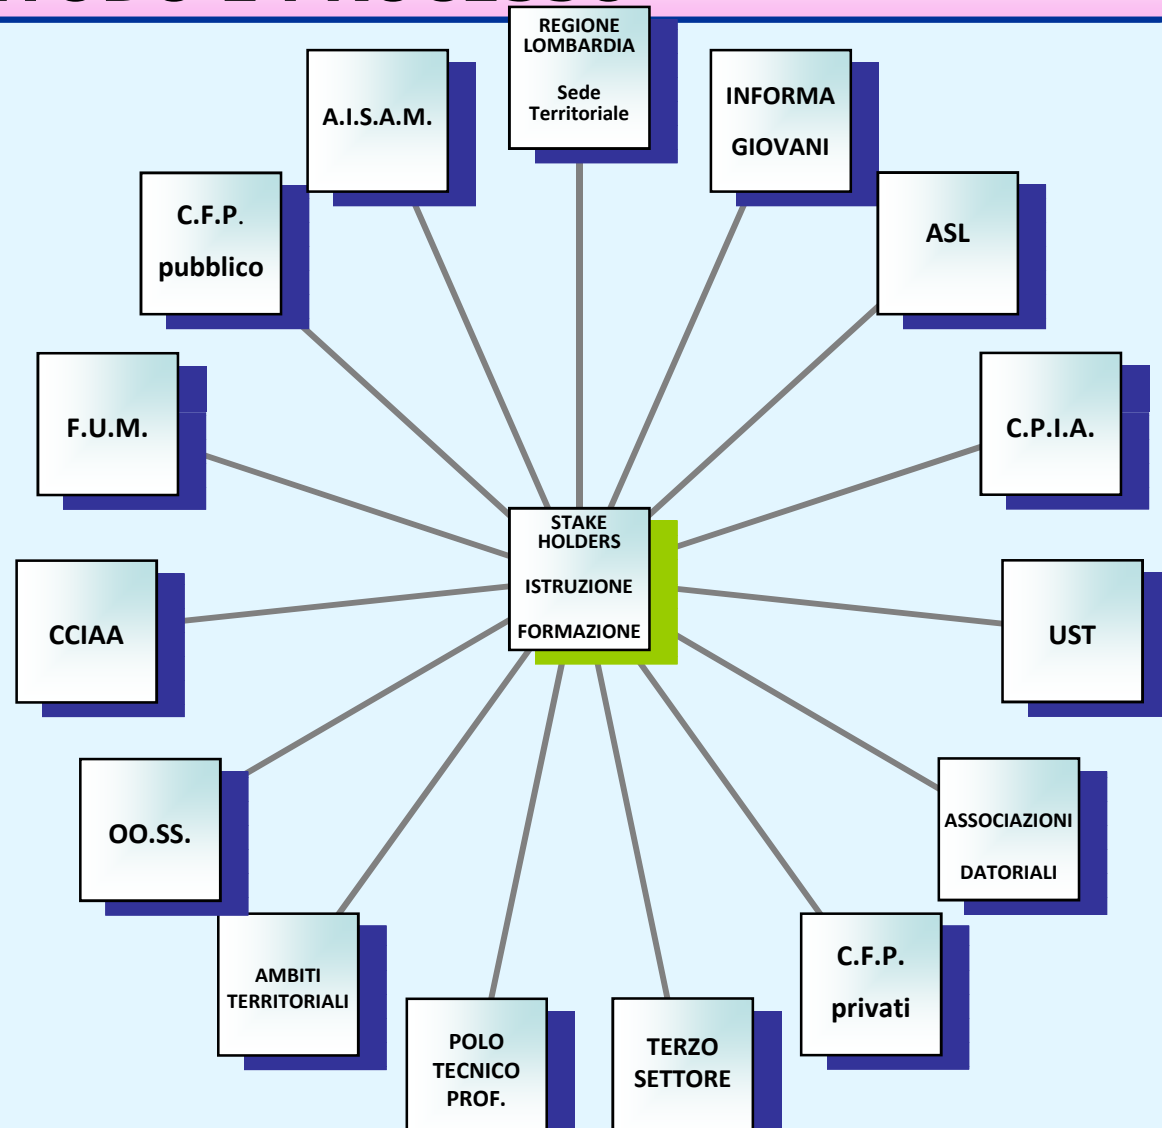 REGIONE
LOMBARDIA
Sede
Territoriale
INFORMA
GIOVANI
ASL
C.P.I.A.
UST
ASSOCIAZIONI
DATORIALI
C.F.P.
privati
TERZO
SETTORE
POLO
TECNICO
PROF.
AMBITI
TERRITORIALI
OO.SS.
CCIAA
F.U.M.
C.F.P.
pubblico
A.I.S.A.M.
STAKE
HOLDERS
ISTRUZIONE
FORMAZIONE